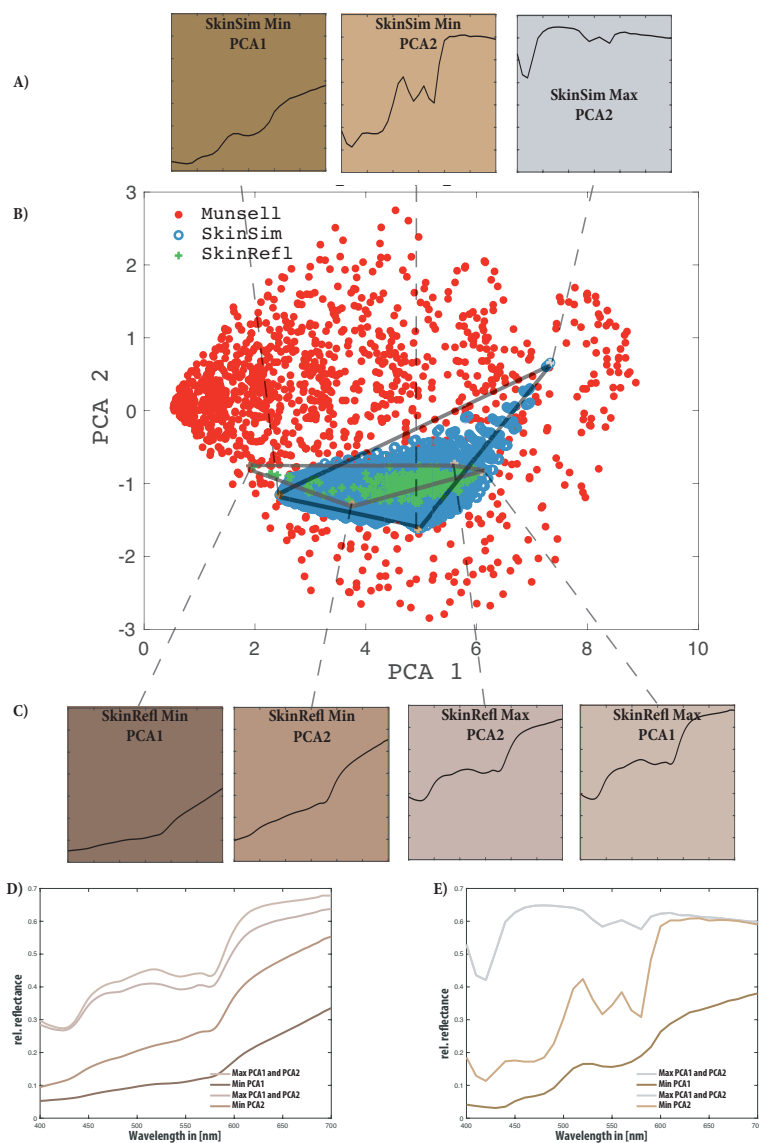 SkinSim Min
PCA1
SkinSim Min
PCA2
SkinSim Max
PCA2
A)
B)
3
2
1
0
-1
-2
-3
PCA 2
Munsell
SkinSim
SkinRefl
0
2
4
6
8
10
PCA 1
C)
SkinRefl Min
PCA1
SkinRefl Min
PCA2
SkinRefl Max
PCA2
SkinRefl Max
PCA1
D)
0.7
0.6
0.5
0.4
0.3
0.2
0.1
0
rel. reflectance
Max PCA1 and PCA2
Min PCA1
Max PCA1 and PCA2
Min PCA2
400
450
500
550
600
650
700
Wavelength in [nm]
E)
0.7
0.6
0.5
0.4
0.3
0.2
0.1
0
rel. reflectance
Max PCA1 and PCA2
Min PCA1
Max PCA1 and PCA2
Min PCA2
400
450
500
550
600
650
700
Wavelength in [nm]